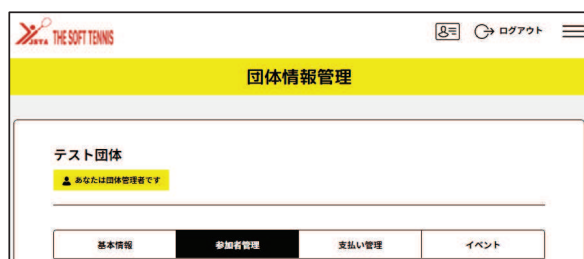 JSTA THE SOFT TENNIS
ログアウト
団体情報管理
テスト団体
あなたは団体管理者です
基本情報 参加者管理 支払い管理 イベント